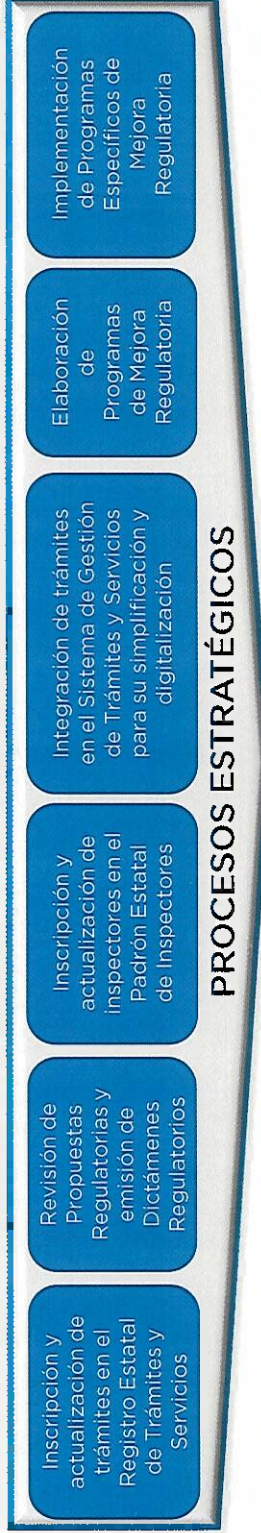 Inscripción y
actualización de
trámites en el
Registro Estatal
de Trámites y
Servicios
Revisión de
Propuestas
Regulatorias y
emisión de
Dictámenes
Regulatorios
Inscripción y
actualización de
inspectores en el
Padrón Estatal
de Inspectores
Integración de trámites
en el Sistema de Gestión
de Trámites y Servicios
para su simplificación y
digitalización
Elaboración
de
Programas
de Mejora
Regulatoria
Implementación
de Programas
Específicos de
Mejora
Regulatoria
PROCESOS ESTRATÉGICOS